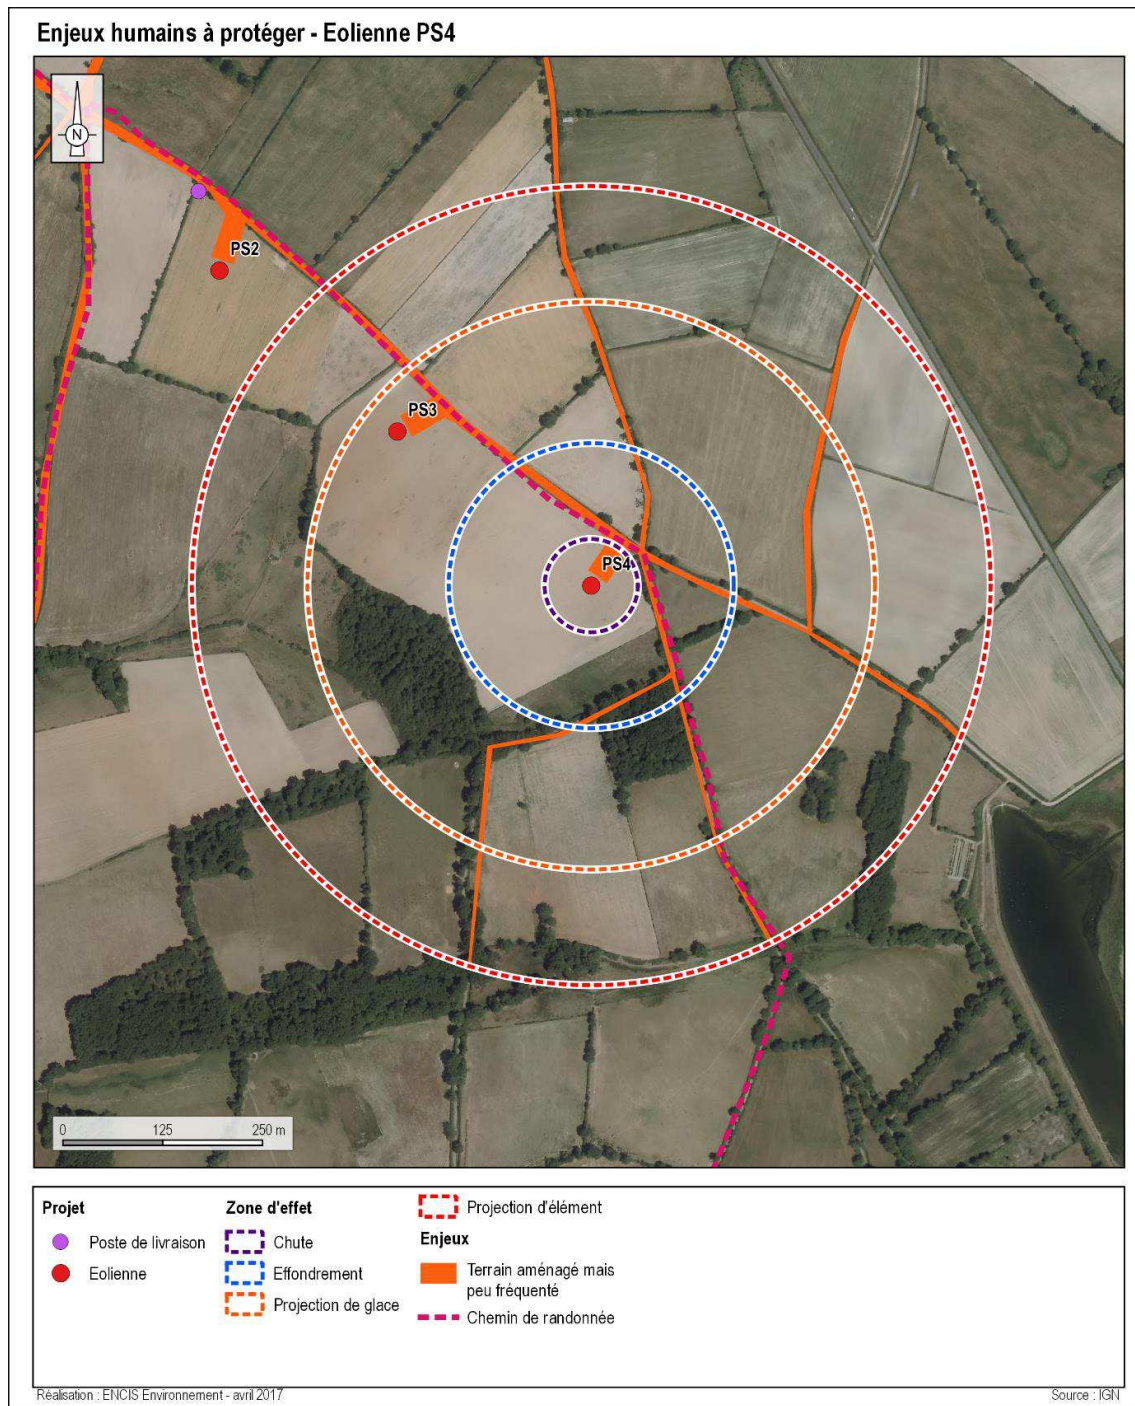 Enjeux humains à protéger - Eolienne PS4
N
PS2
PS3
PS4
0 125 250 m
Projet
Poste de livraison
Eolienne
Zone d'effet
Chute
Effondrement
Projection de glace
Projection d'élément
Enjeux
Terrain aménagé mais
peu fréquenté
Chemin de randonnée
Réalisation : ENCIS Environnement - avril 2017
Source : IGN